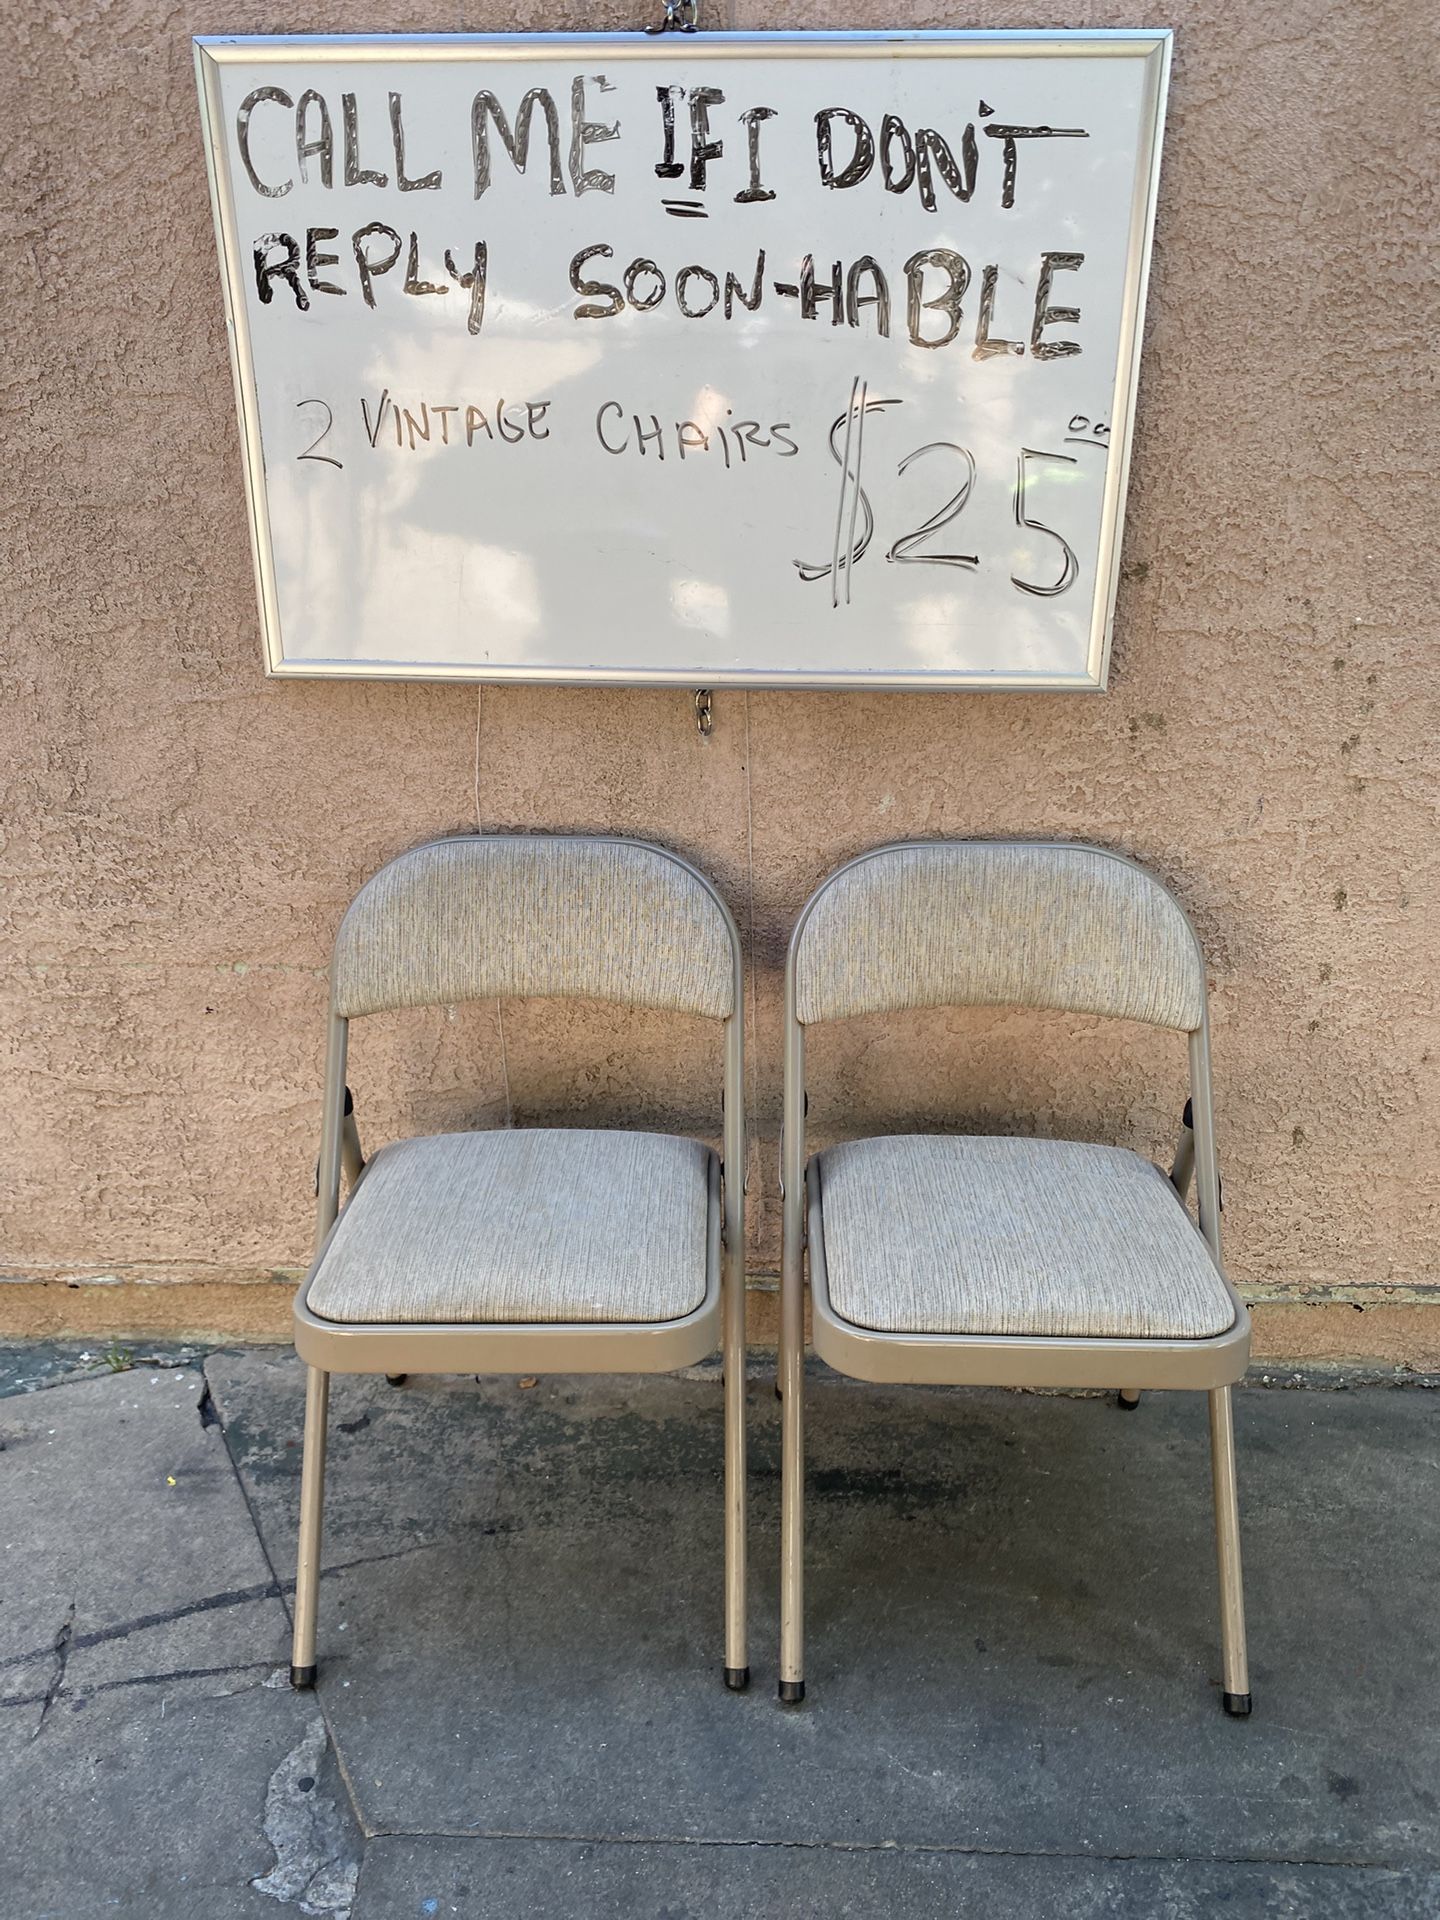 CALL ME IF I DON'T
REPLY SOON-HABLE
2 VINTAGE CHAiRS $25 00